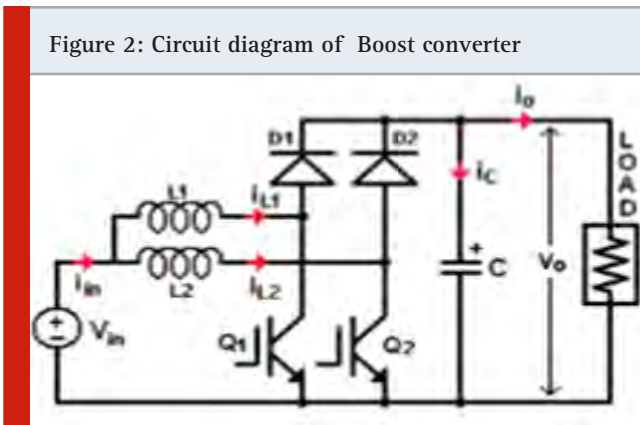 Figure 2: Circuit diagram of Boost converter
io
D1
D2
LOAD
L1
iL1
iC
+
C
Vo
iin
L2
iL2
+
-
Vin
Q1
Q2